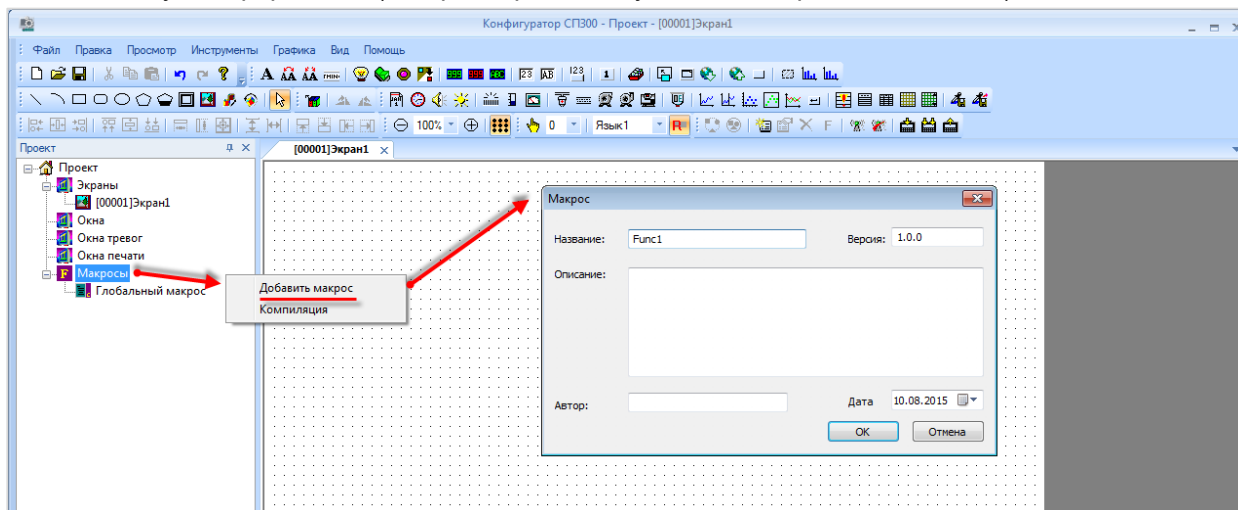 Конфигуратор СП300 - Проект - [00001]Экран1
Файл Правка Просмотр Инструменты Графика Вид Помощь
100% 0 Язык1
Проект
[00001]Экран1
Проект
Экраны
[00001]Экран1
Окна
Окна тревог
Окна печати
Макросы
Глобальный макрос
Добавить макрос
Компиляция
Макрос
Название: Func1 Версия: 1.0.0
Описание:
Автор: Дата 10.08.2015
OK Отмена